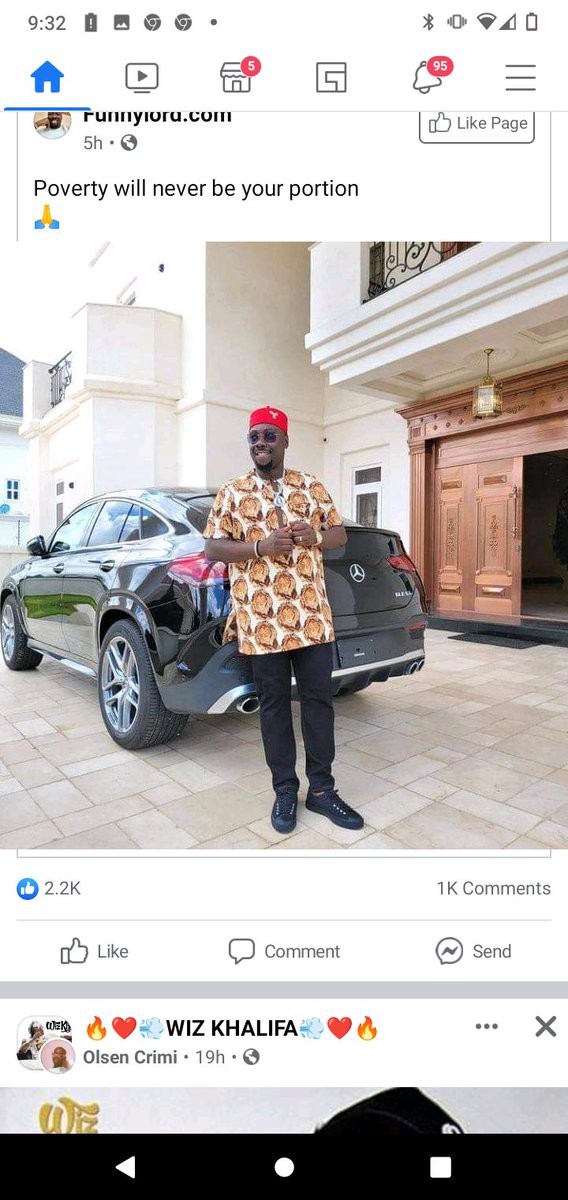 9:32
5
95
Funnylord.com
5h
Like Page
Poverty will never be your portion
🙏
2.2K
1K Comments
Like
Comment
Send
🔥❤️💨WIZ KHALIFA💨❤️🔥
Olsen Crimi • 19h •
Wiz